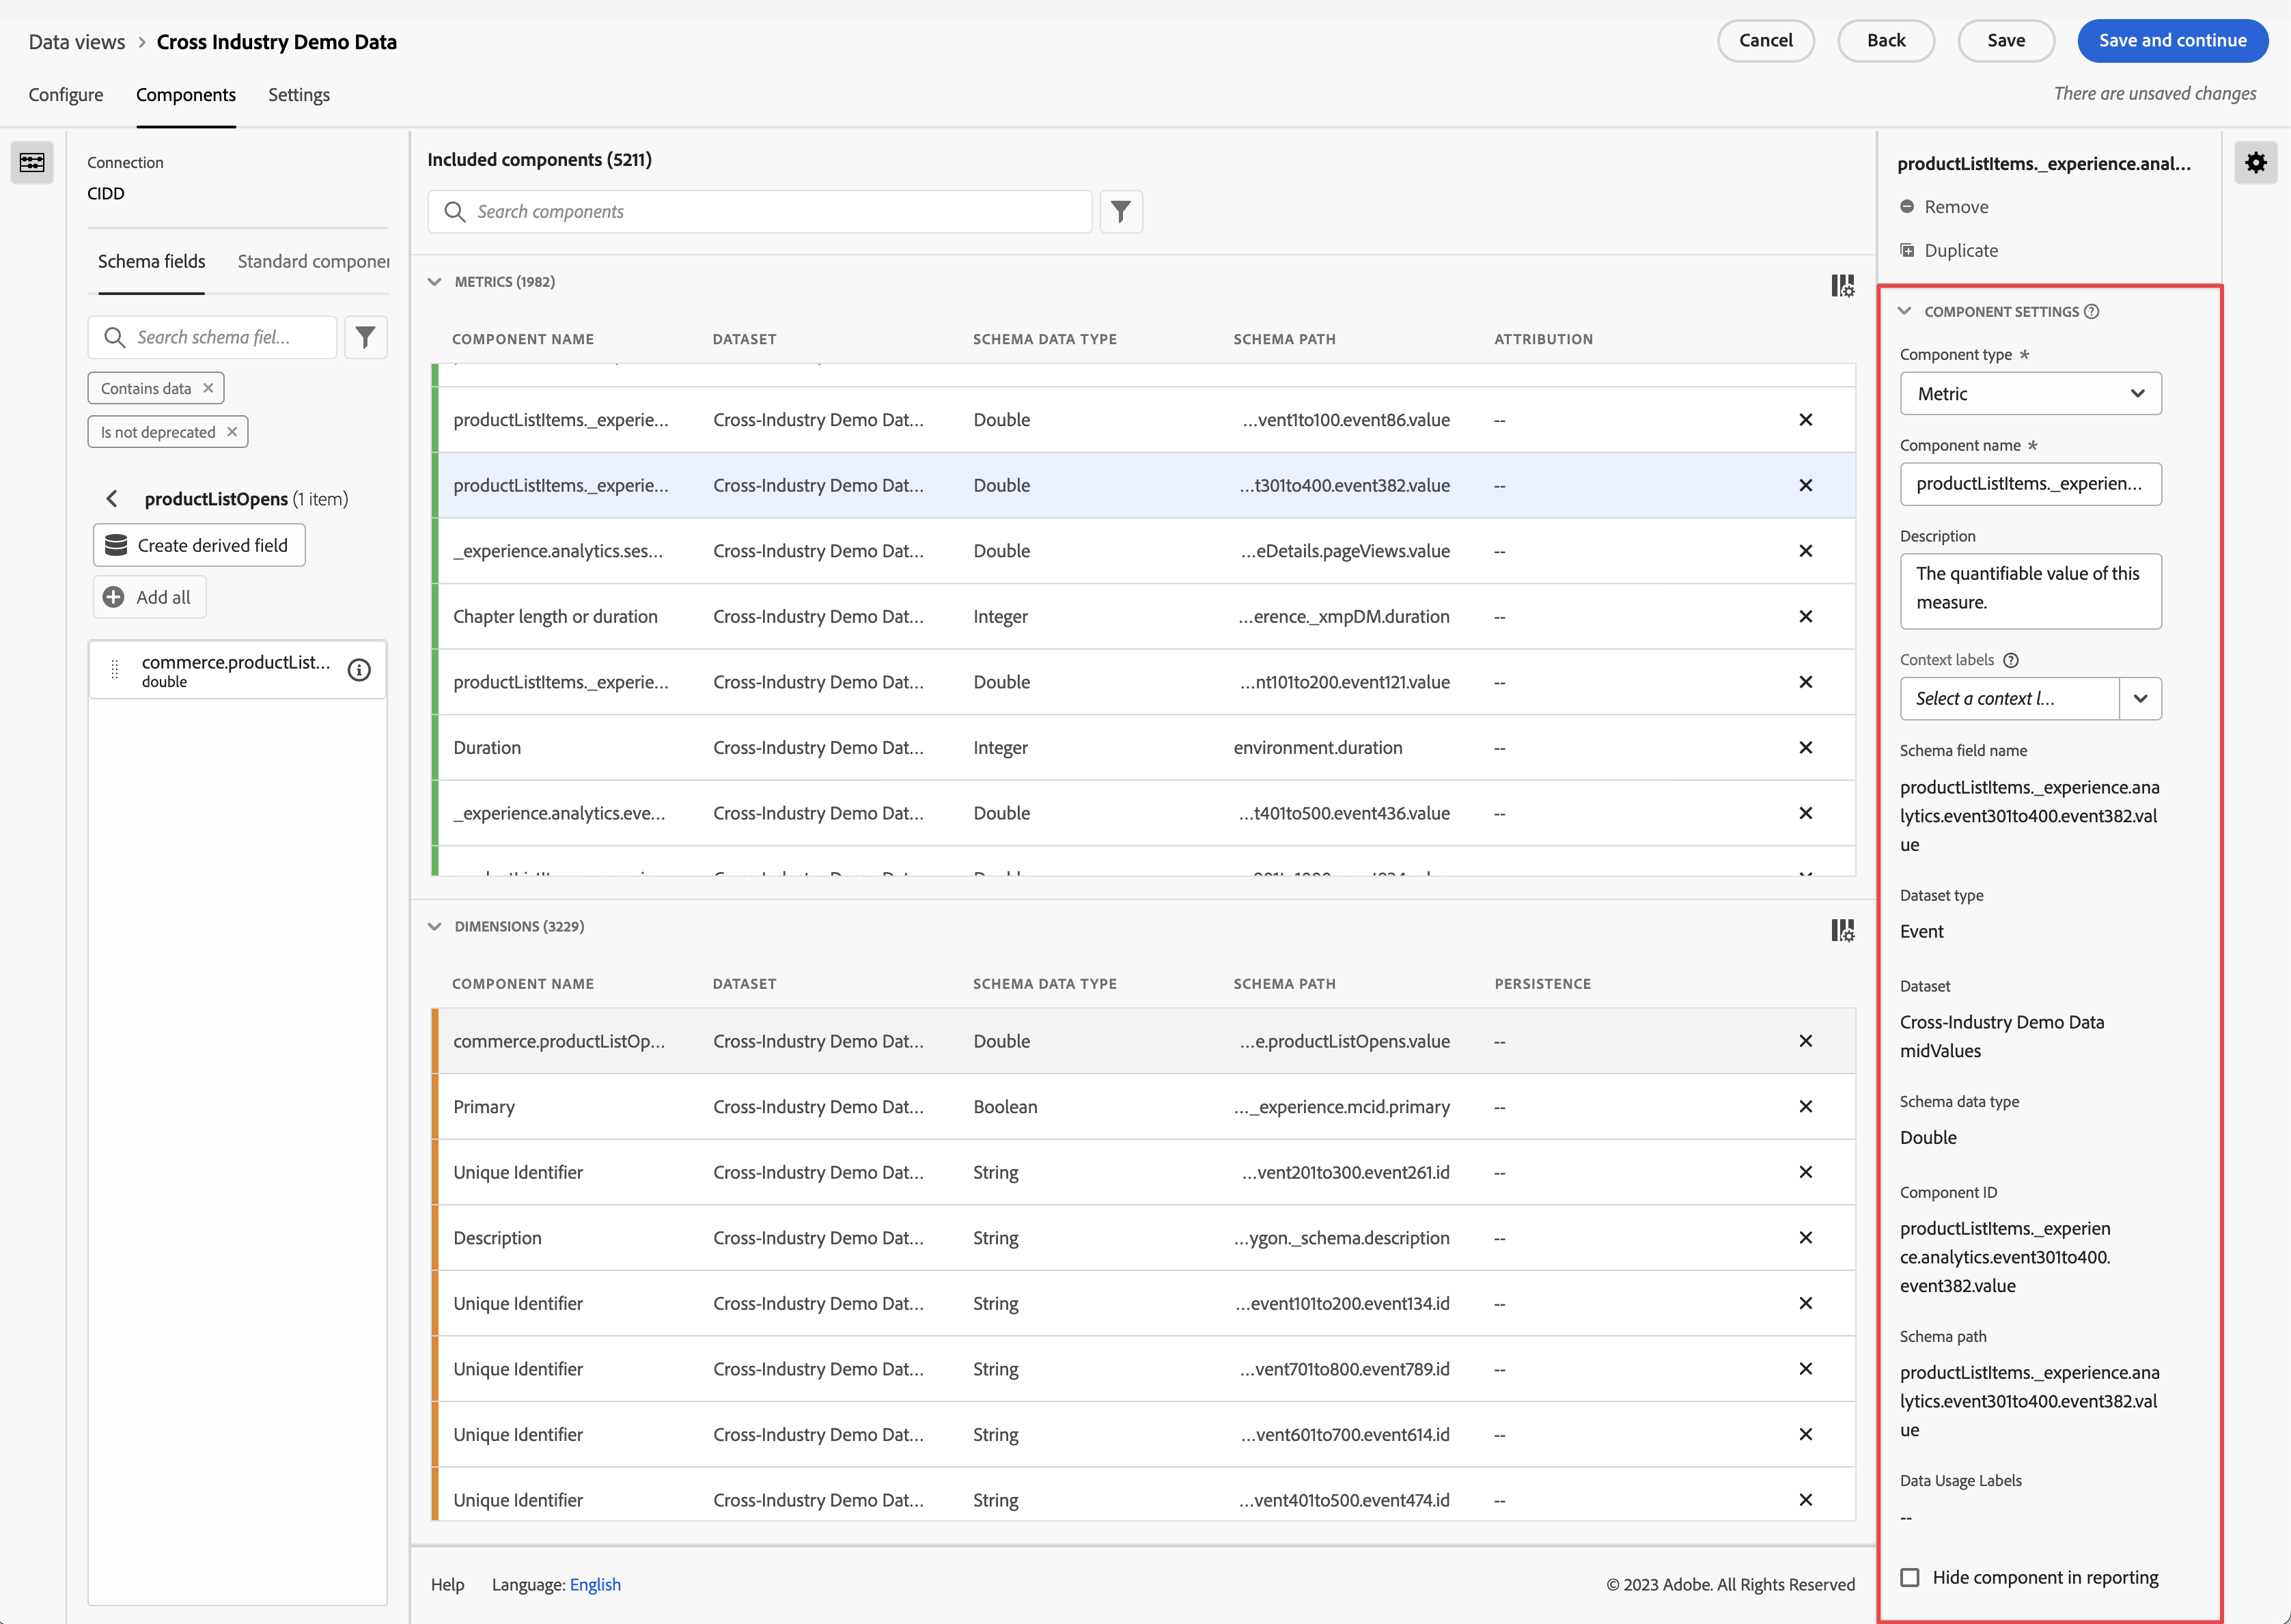 Data views > Cross Industry Demo Data
Cancel
Back
Save
Save and continue
Configure
Components
Settings
There are unsaved changes
Connection
CIDD
Schema fields
Standard componer
Search schema fiel...
Contains data ×
Is not deprecated ×
productListOpens (1 item)
Create derived field
Add all
commerce.productList...
double
Included components (5211)
Search components
METRICS (1982)
COMPONENT NAME DATASET SCHEMA DATA TYPE SCHEMA PATH ATTRIBUTION
productListItems._experie... Cross-Industry Demo Dat... Double ...vent1to100.event86.value --
productListItems._experie... Cross-Industry Demo Dat... Double ...t301to400.event382.value --
_experience.analytics.ses... Cross-Industry Demo Dat... Double ...eDetails.pageViews.value --
Chapter length or duration Cross-Industry Demo Dat... Integer ...erence._xmpDM.duration --
productListItems._experie... Cross-Industry Demo Dat... Double ...nt101to200.event121.value --
Duration Cross-Industry Demo Dat... Integer environment.duration --
_experience.analytics.eve... Cross-Industry Demo Dat... Double ...t401to500.event436.value --
DIMENSIONS (3229)
COMPONENT NAME DATASET SCHEMA DATA TYPE SCHEMA PATH PERSISTENCE
commerce.productListOp... Cross-Industry Demo Dat... Double ...e.productListOpens.value --
Primary Cross-Industry Demo Dat... Boolean ..._experience.mcid.primary --
Unique Identifier Cross-Industry Demo Dat... String ...vent201to300.event261.id --
Description Cross-Industry Demo Dat... String ...ygon._schema.description --
Unique Identifier Cross-Industry Demo Dat... String ...event101to200.event134.id --
Unique Identifier Cross-Industry Demo Dat... String ...vent701to800.event789.id --
Unique Identifier Cross-Industry Demo Dat... String ...vent601to700.event614.id --
Unique Identifier Cross-Industry Demo Dat... String ...vent401to500.event474.id --
Help Language: English
© 2023 Adobe. All Rights Reserved
productListItems._experience.anal...
Remove
Duplicate
COMPONENT SETTINGS
Component type *
Metric
Component name *
productListItems._experien...
Description
The quantifiable value of this
measure.
Context labels
Select a context l...
Schema field name
productListItems._experience.ana
lytics.event301to400.event382.val
ue
Dataset type
Event
Dataset
Cross-Industry Demo Data
midValues
Schema data type
Double
Component ID
productListItems._experien
ce.analytics.event301to400.
event382.value
Schema path
productListItems._experience.ana
lytics.event301to400.event382.val
ue
Data Usage Labels
--
Hide component in reporting